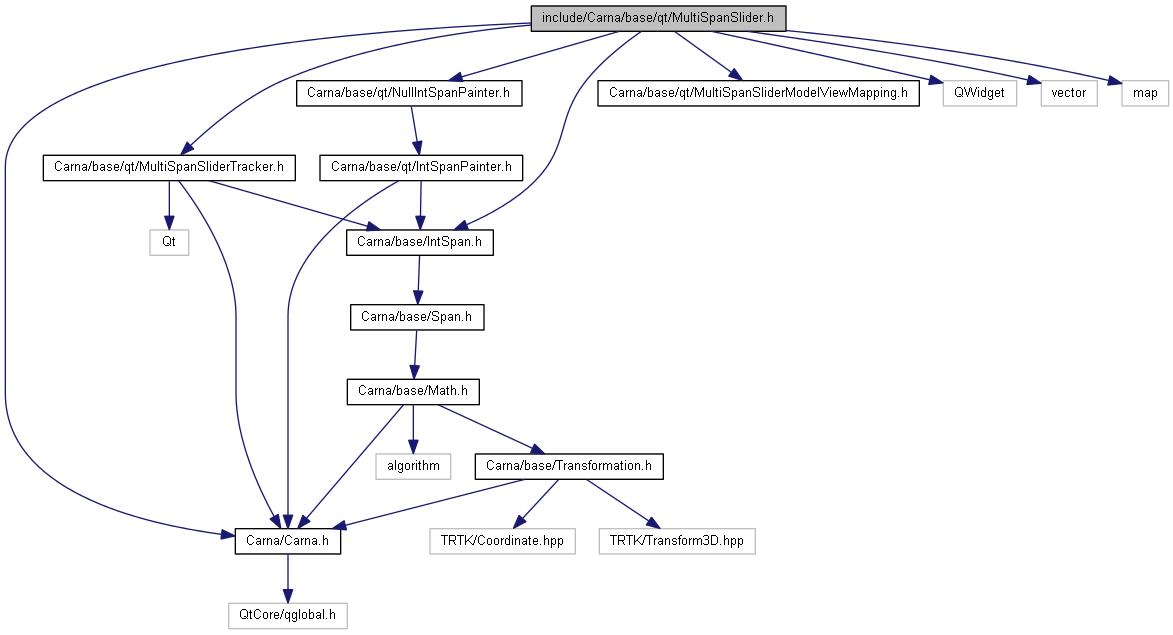 include/Carna/base/qt/MultiSpanSlider.h
Carna/base/qt/NullIntSpanPainter.h
Carna/base/qt/MultiSpanSliderModelViewMapping.h
QWidget
vector
map
Carna/base/qt/MultiSpanSliderTracker.h
Carna/base/qt/IntSpanPainter.h
Qt
Carna/base/IntSpan.h
Carna/base/Span.h
Carna/base/Math.h
algorithm
Carna/base/Transformation.h
Carna/Carna.h
TRTK/Coordinate.hpp
TRTK/Transform3D.hpp
QtCore/qglobal.h